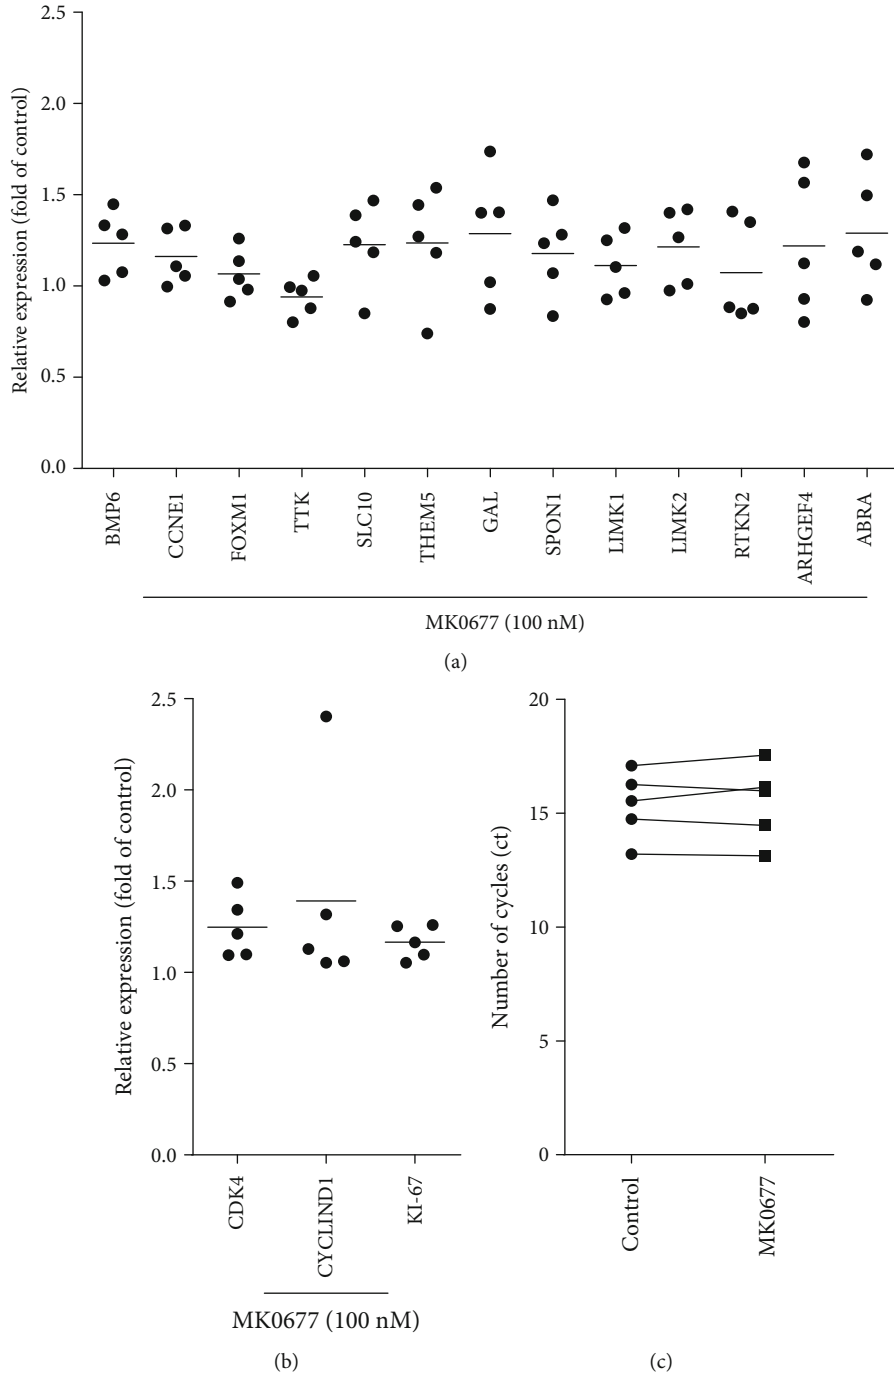 Relative expression (fold of control)
2.5
2.0
1.5
1.0
0.5
0.0
BMP6
CCNE1
FOXM1
TTK
SLC10
THEM5
GAL
SPON1
LIMK1
LIMK2
RTKN2
ARHGEF4
ABRA
MK0677 (100 nM)
(a)
Relative expression (fold of control)
2.5
2.0
1.5
1.0
0.5
0.0
CDK4
CYCLIND1
KI-67
MK0677 (100 nM)
(b)
Number of cycles (ct)
20
15
10
5
0
Control
MK0677
(c)